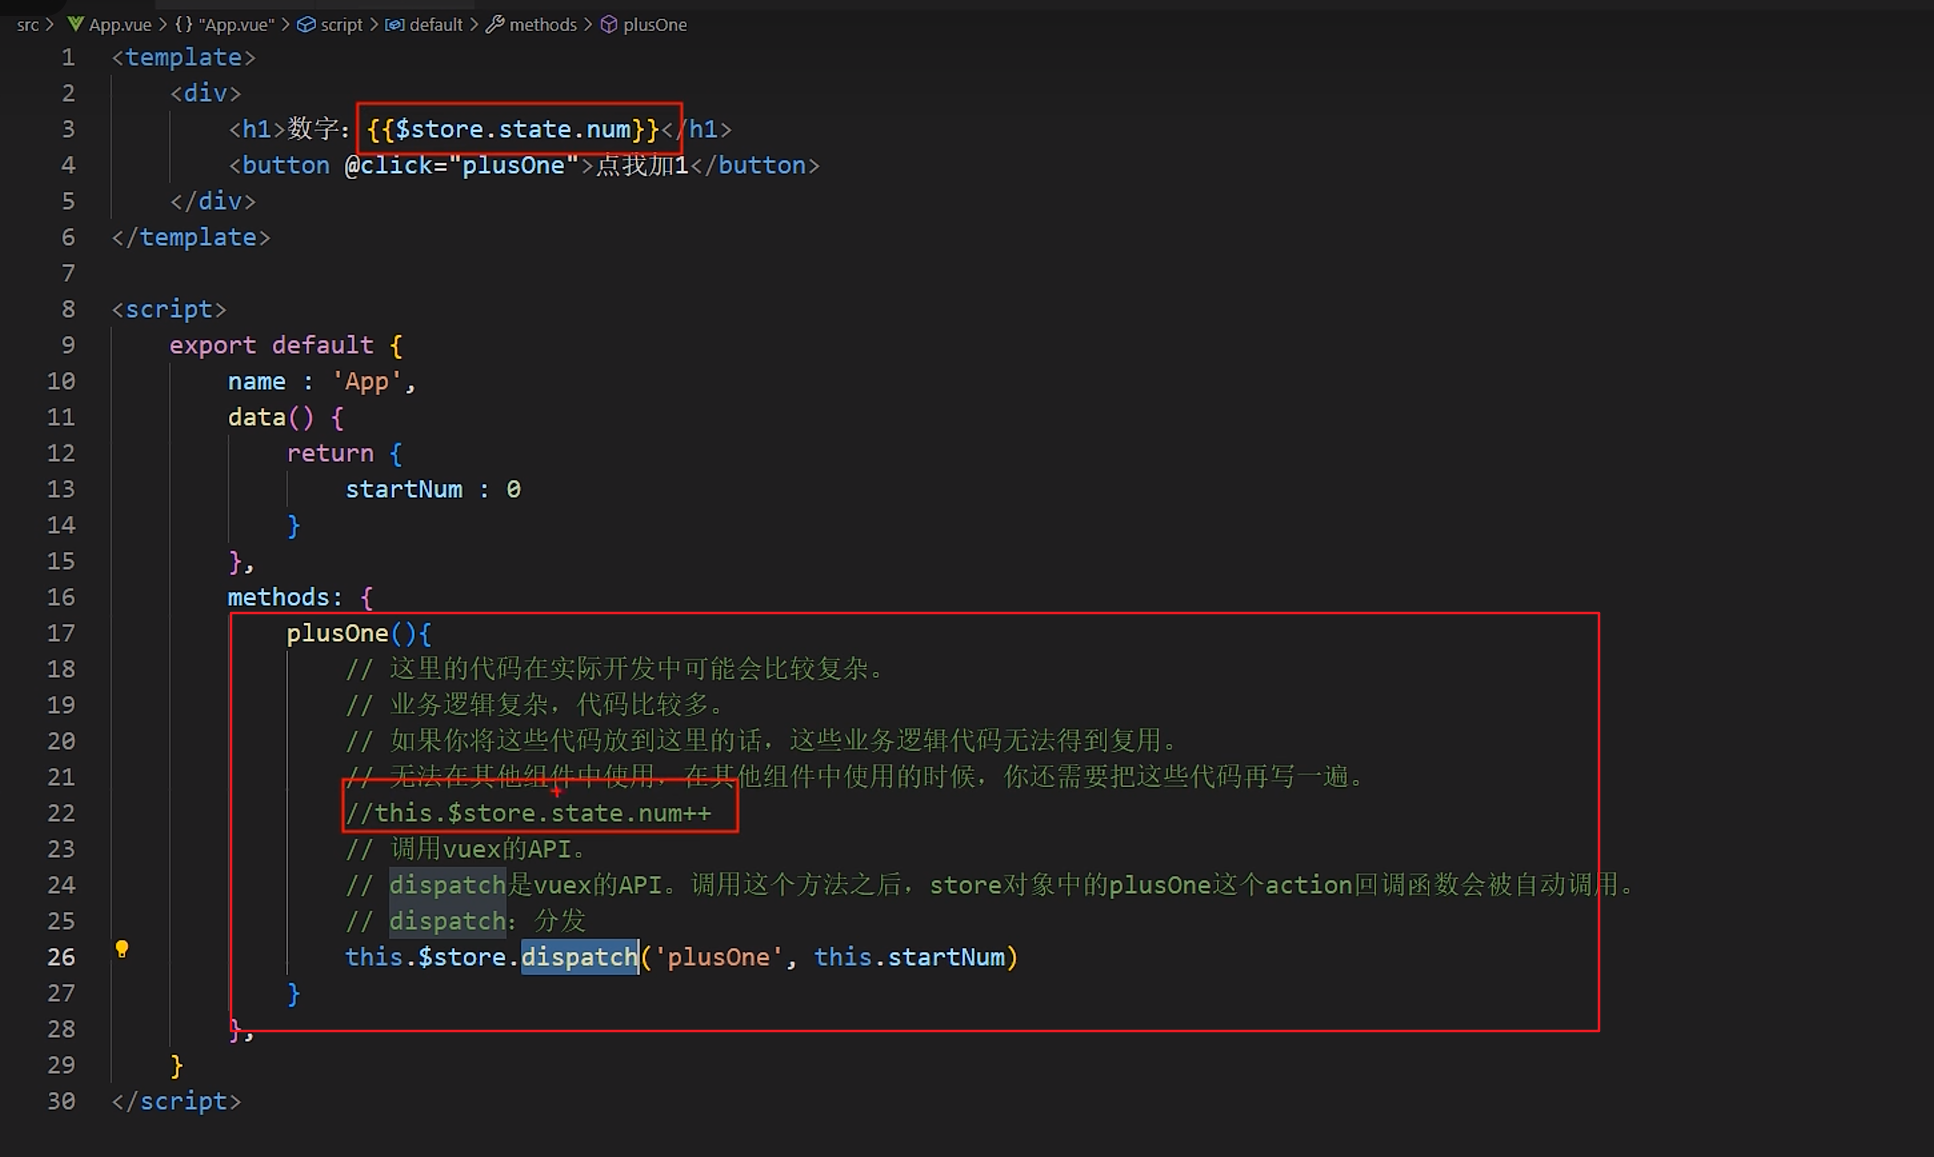 src > App.vue > {} "App.vue" > script > default > methods > plusOne
1 <template>
2 <div>
3 <h1>数字：{{$store.state.num}}</h1>
4 <button @click="plusOne">点我加1</button>
5 </div>
6 </template>
7
8 <script>
9 export default {
10 name : 'App',
11 data() {
12 return {
13 startNum : 0
14 }
15 },
16 methods: {
17 plusOne(){
18 // 这里的代码在实际开发中可能会比较复杂。
19 // 业务逻辑复杂，代码比较多。
20 // 如果你将这些代码放到这里的话，这些业务逻辑代码无法得到复用。
21 // 无法在其他组件中使用，在其他组件中使用的时候，你还需要把这些代码再写一遍。
22 //this.$store.state.num++
23 // 调用vuex的API。
24 // dispatch是vuex的API。调用这个方法之后，store对象中的plusOne这个action回调函数会被自动调用。
25 // dispatch：分发
26 this.$store.dispatch('plusOne', this.startNum)
27 }
28 },
29 }
30 </script>